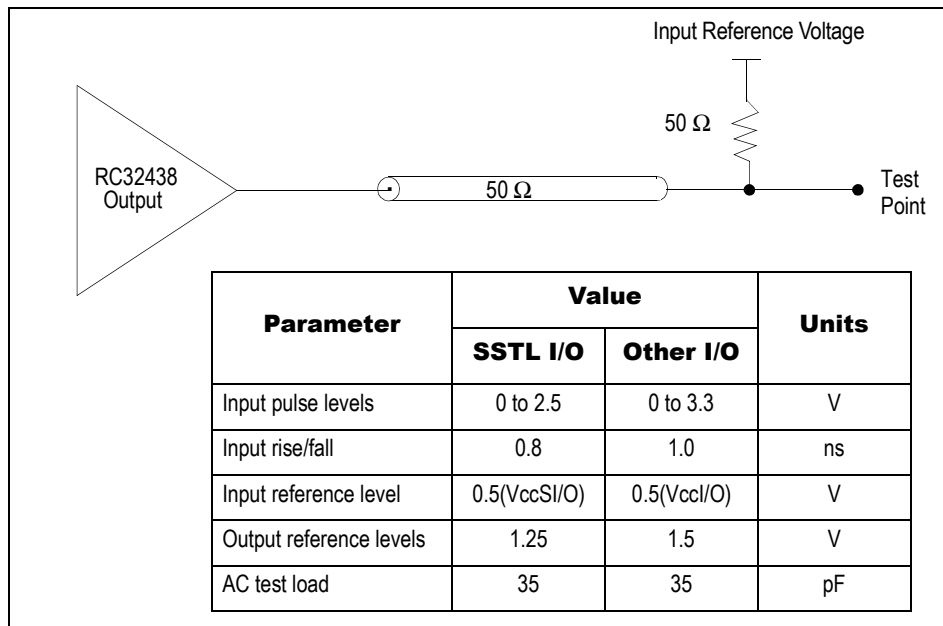 Input Reference Voltage
50 Ω
RC32438
Output
50 Ω
Test
Point
Parameter Value Units
SSTL I/O Other I/O
Input pulse levels 0 to 2.5 0 to 3.3 V
Input rise/fall 0.8 1.0 ns
Input reference level 0.5(VccSI/O) 0.5(VccI/O) V
Output reference levels 1.25 1.5 V
AC test load 35 35 pF